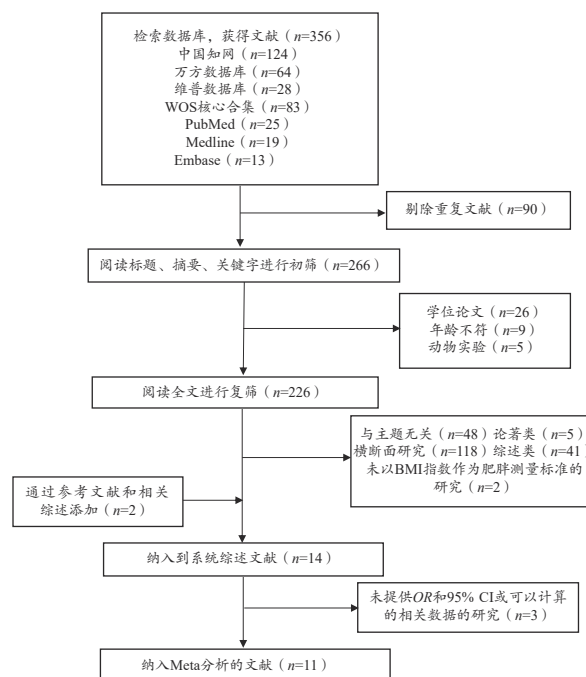 检索数据库，获得文献（n=356）
中国知网（n=124）
万方数据库（n=64）
维普数据库（n=28）
WOS核心合集（n=83）
PubMed（n=25）
Medline（n=19）
Embase（n=13）
剔除重复文献（n=90）
阅读标题、摘要、关键字进行初筛（n=266）
学位论文（n=26）
年龄不符（n=9）
动物实验（n=5）
阅读全文进行复筛（n=226）
与主题无关（n=48）论著类（n=5）
横断面研究（n=118）综述类（n=41）
未以BMI指数作为肥胖测量标准的
研究（n=2）
通过参考文献和相关
综述添加（n=2）
纳入到系统综述文献（n=14）
未提供OR和95% CI或可以计算
的相关数据的研究（n=3）
纳入Meta分析的文献（n=11）